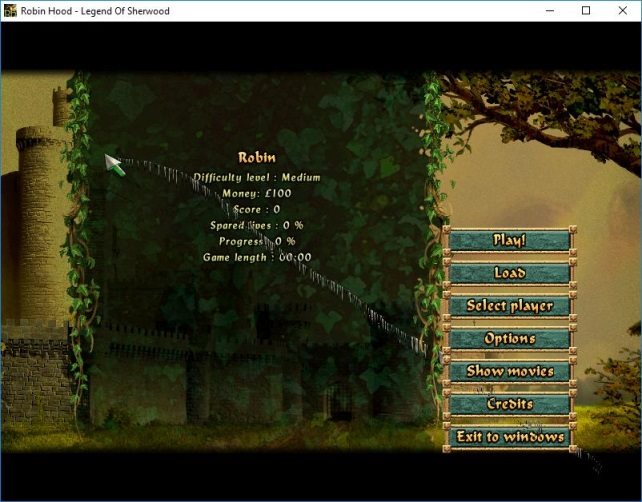 Robin Hood - Legend Of Sherwood
Robin
Difficulty level : Medium
Money: £100
Score : 0
Spared lives : 0 %
Progress : 0 %
Game length : 00:00
Play!
Load
Select player
Options
Show movies
Credits
Exit to windows